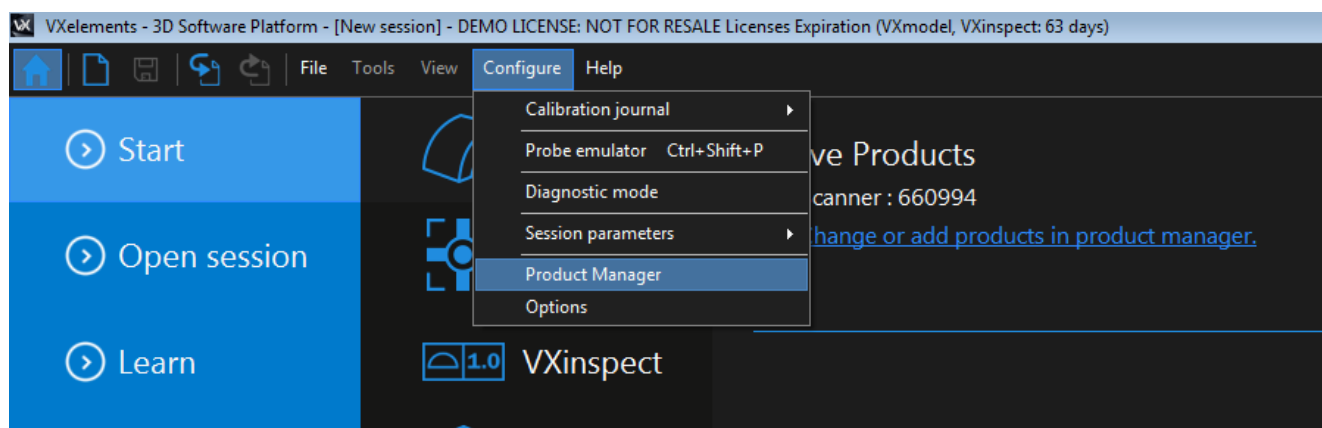 VX VXelements - 3D Software Platform - [New session] - DEMO LICENSE: NOT FOR RESALE Licenses Expiration (VXmodel, VXinspect: 63 days)
File Tools View Configure Help
Start
Open session
Learn
Calibration journal
Probe emulator Ctrl+Shift+P
Diagnostic mode
Session parameters
Product Manager
Options
1.0 VXinspect
ve Products
canner : 660994
hange or add products in product manager.